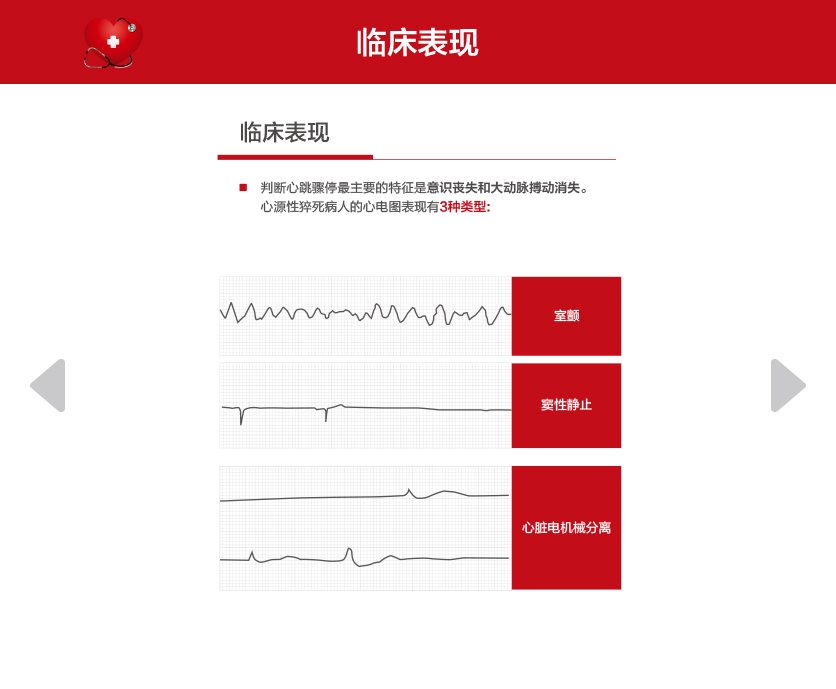 临床表现
临床表现
判断心跳骤停最主要的特征是意识丧失和大动脉搏动消失。
心源性猝死病人的心电图表现有3种类型:
室颤
窦性静止
心脏电机械分离